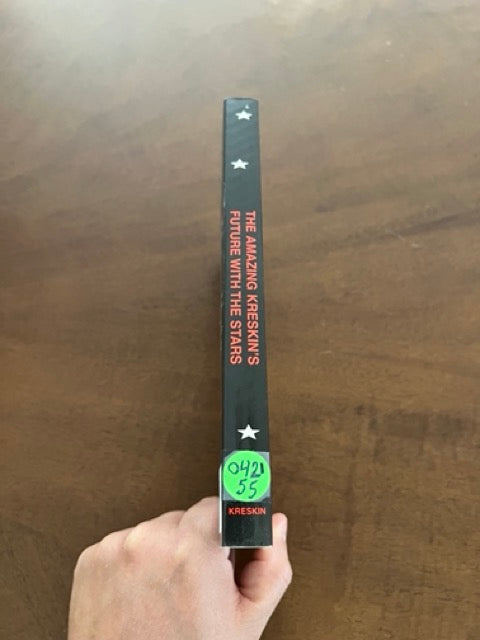 THE AMAZING KRESKIN'S
FUTURE WITH THE STARS
0421
55
KRESKIN